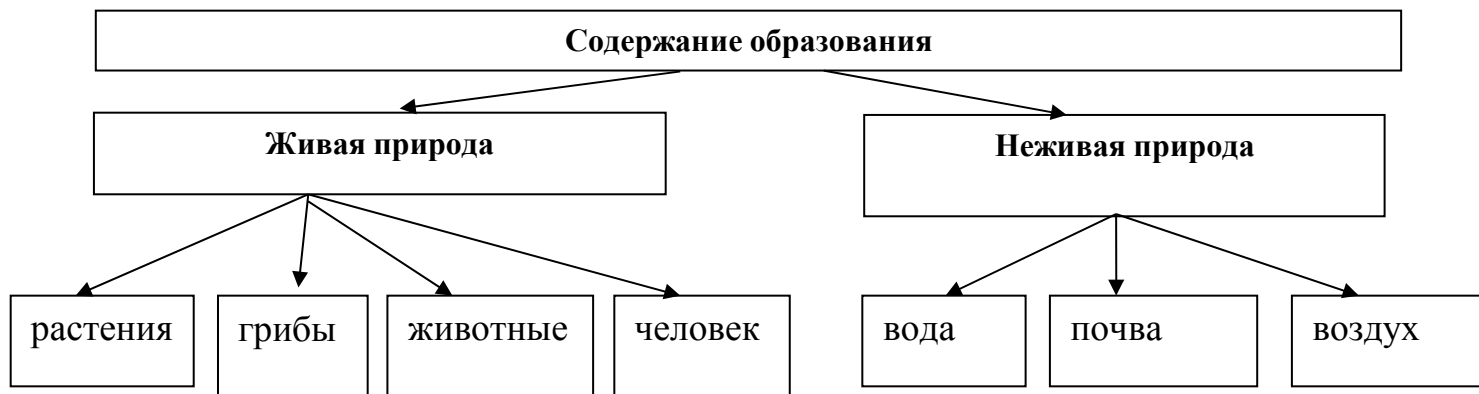 Содержание образования
Живая природа
Неживая природа
растения
грибы
животные
человек
вода
почва
воздух